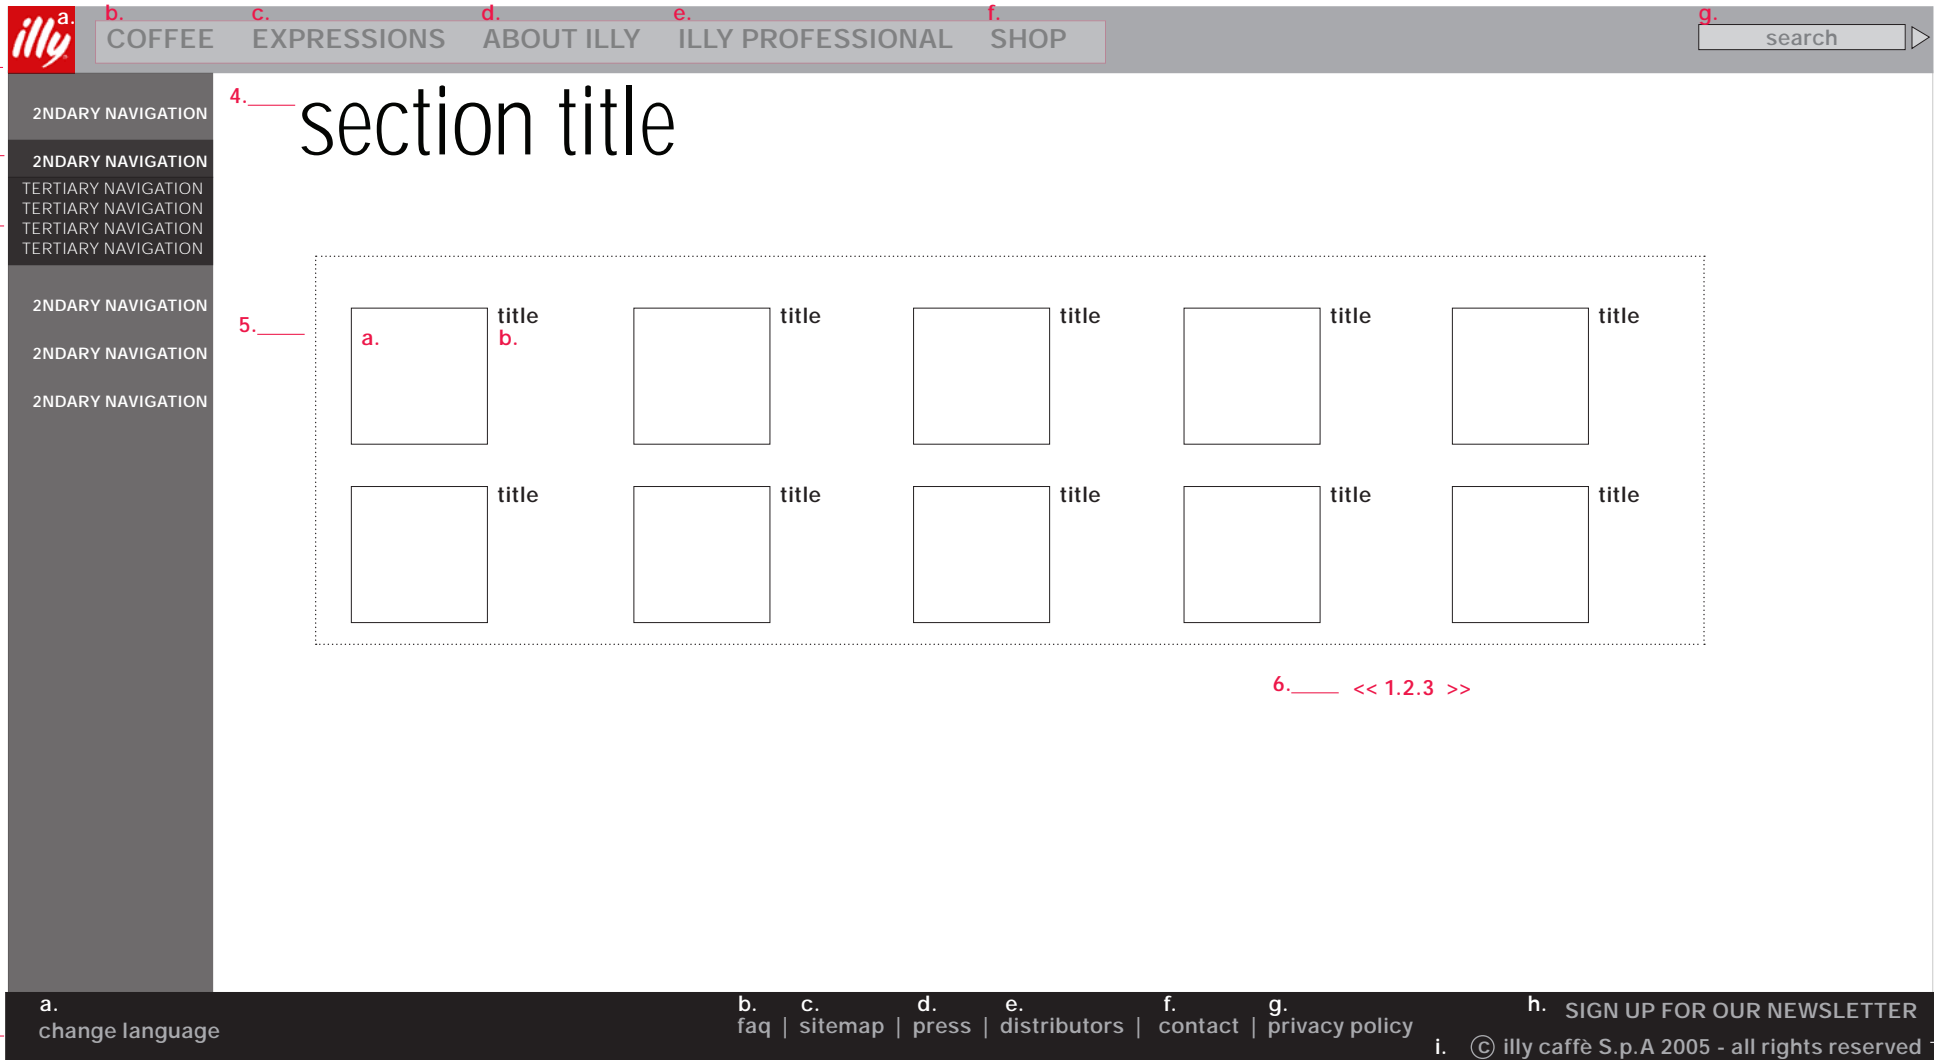 illy
a.
b. c. d. e. f. g.
COFFEE EXPRESSIONS ABOUT ILLY ILLY PROFESSIONAL SHOP search
2NDARY NAVIGATION
2NDARY NAVIGATION
TERTIARY NAVIGATION
TERTIARY NAVIGATION
TERTIARY NAVIGATION
TERTIARY NAVIGATION
2NDARY NAVIGATION
2NDARY NAVIGATION
2NDARY NAVIGATION
4.____ section title
5.____
title title title title title
a. b.
title title title title title
6.____ << 1.2.3 >>
a.
change language
b. c. d. e. f. g.
faq | sitemap | press | distributors | contact | privacy policy
h. SIGN UP FOR OUR NEWSLETTER
i. © illy caffè S.p.A 2005 - all rights reserved